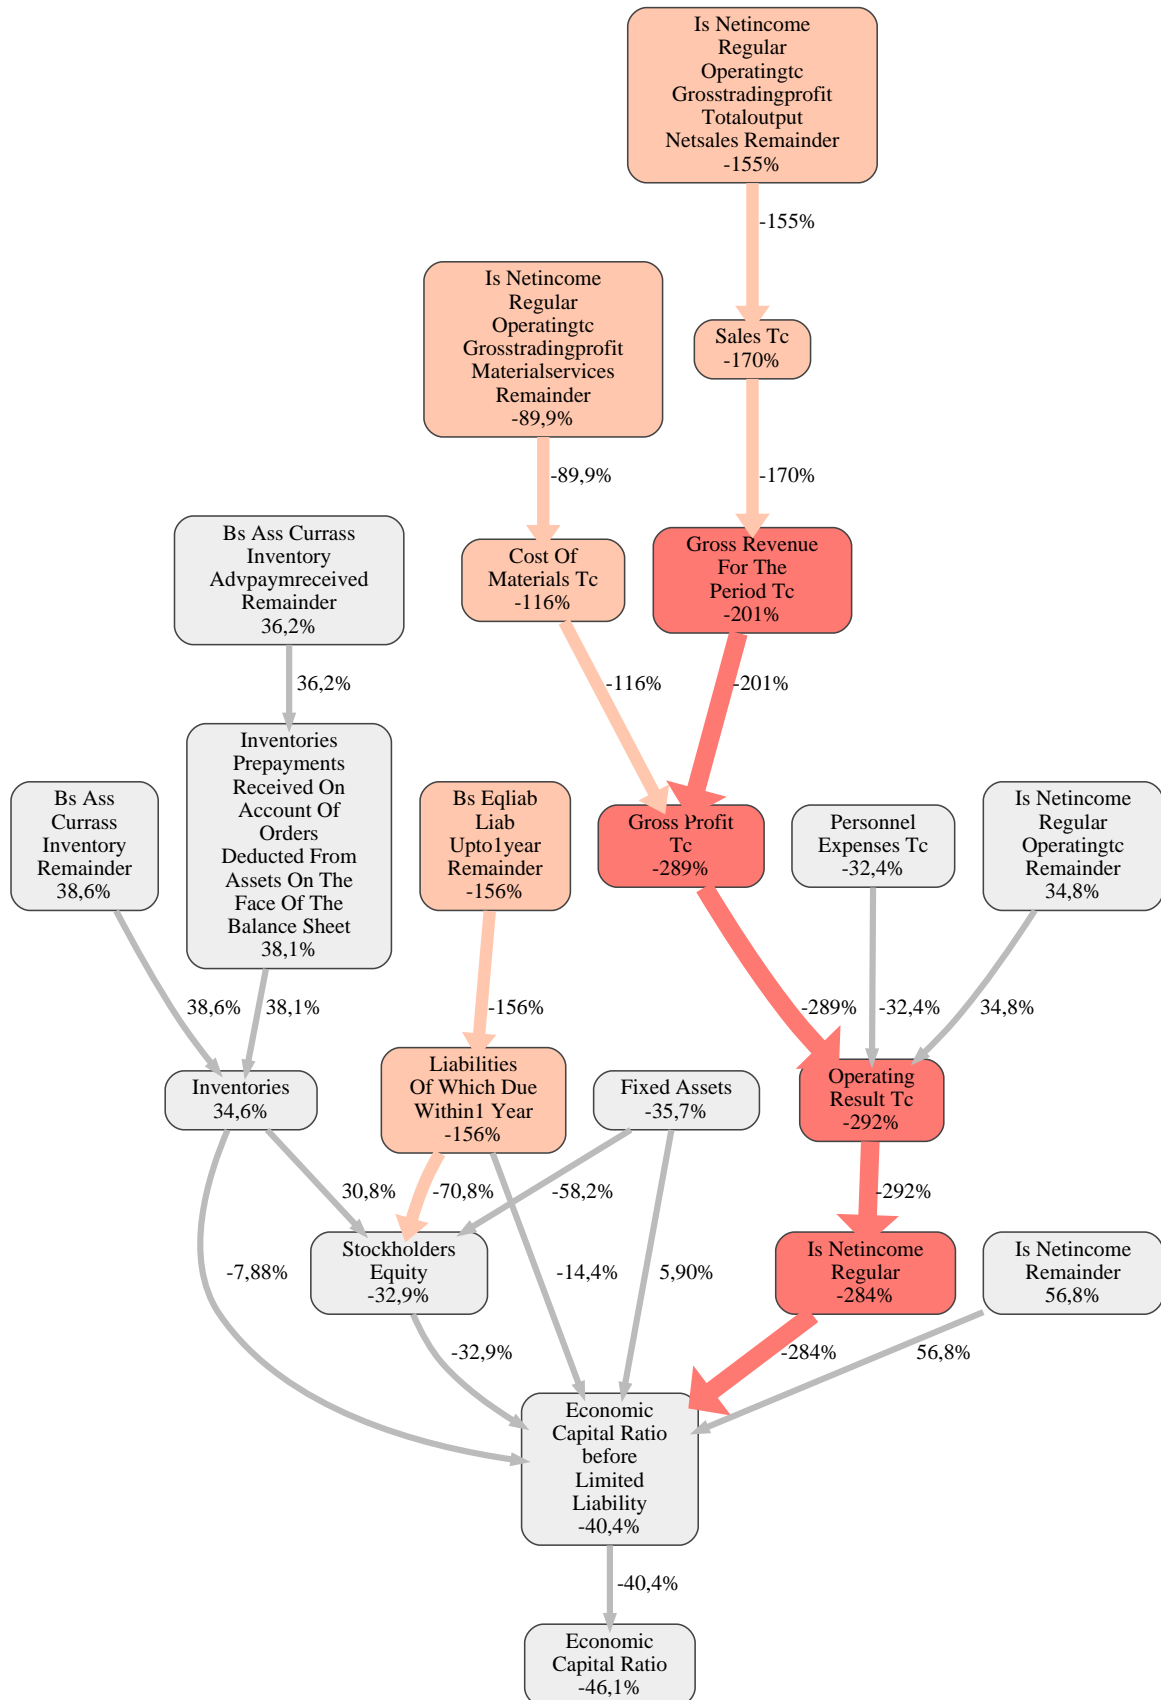 Is Netincome
Regular
Operatingtc
Grosstradingprofit
Totaloutput
Netsales Remainder
-155%
-155%
Is Netincome
Regular
Operatingtc
Grosstradingprofit
Materialservices
Remainder
-89,9%
Sales Tc
-170%
-89,9%
-170%
Bs Ass Currass
Inventory
Advpaymreceived
Remainder
36,2%
Cost Of
Materials Tc
-116%
Gross Revenue
For The
Period Tc
-201%
36,2%
-116%
-201%
Bs Ass
Currass
Inventory
Remainder
38,6%
Inventories
Prepayments
Received On
Account Of
Orders
Deducted From
Assets On The
Face Of The
Balance Sheet
38,1%
Bs Eqliab
Liab
Upto1year
Remainder
-156%
Gross Profit
Tc
-289%
Personnel
Expenses Tc
-32,4%
Is Netincome
Regular
Operatingtc
Remainder
34,8%
38,6%
38,1%
-156%
-289%
-32,4%
34,8%
Inventories
34,6%
Liabilities
Of Which Due
Within1 Year
-156%
Fixed Assets
-35,7%
Operating
Result Tc
-292%
30,8%
-70,8%
-58,2%
-292%
Stockholders
Equity
-32,9%
-7,88%
-14,4%
5,90%
Is Netincome
Regular
-284%
Is Netincome
Remainder
56,8%
-32,9%
-284%
56,8%
Economic
Capital Ratio
before
Limited
Liability
-40,4%
-40,4%
Economic
Capital Ratio
-46,1%